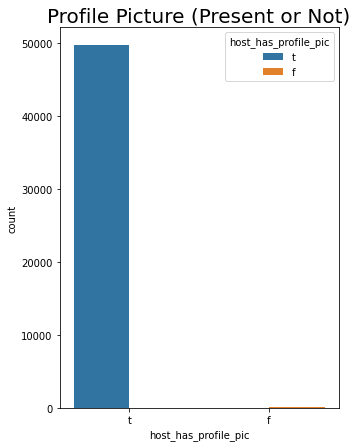 Profile Picture (Present or Not)
host_has_profile_pic
t
f
50000
40000
30000
20000
10000
0
count
t f
host_has_profile_pic